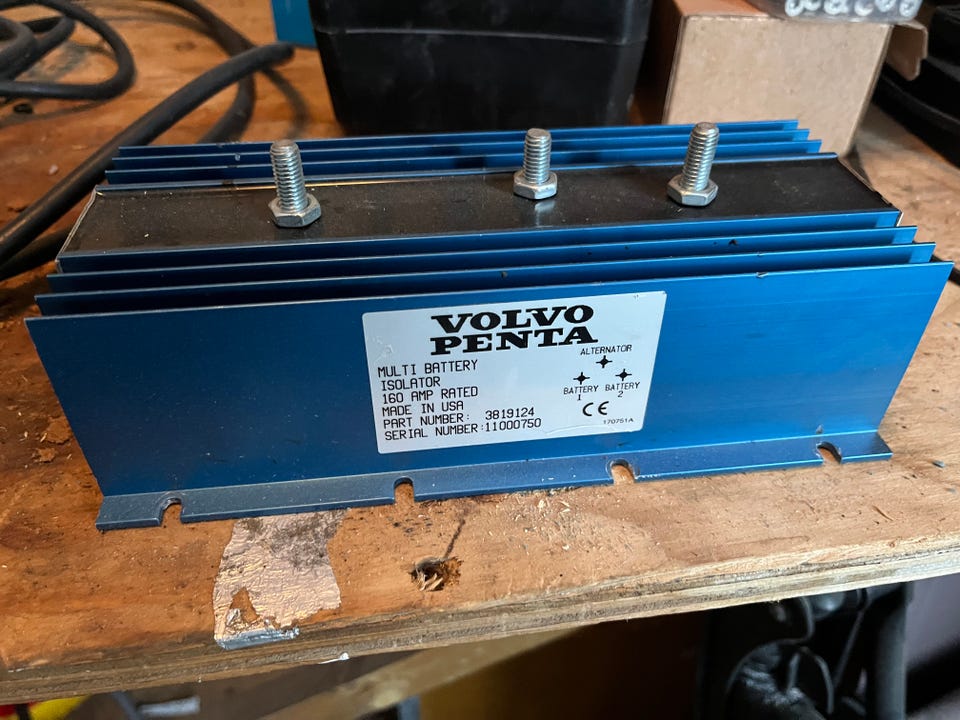 VOLVO
PENTA
MULTI BATTERY
ISOLATOR
160 AMP RATED
MADE IN USA
PART NUMBER: 3819124
SERIAL NUMBER:11000750
ALTERNATOR
BATTERY BATTERY
1 2
CE
170751A